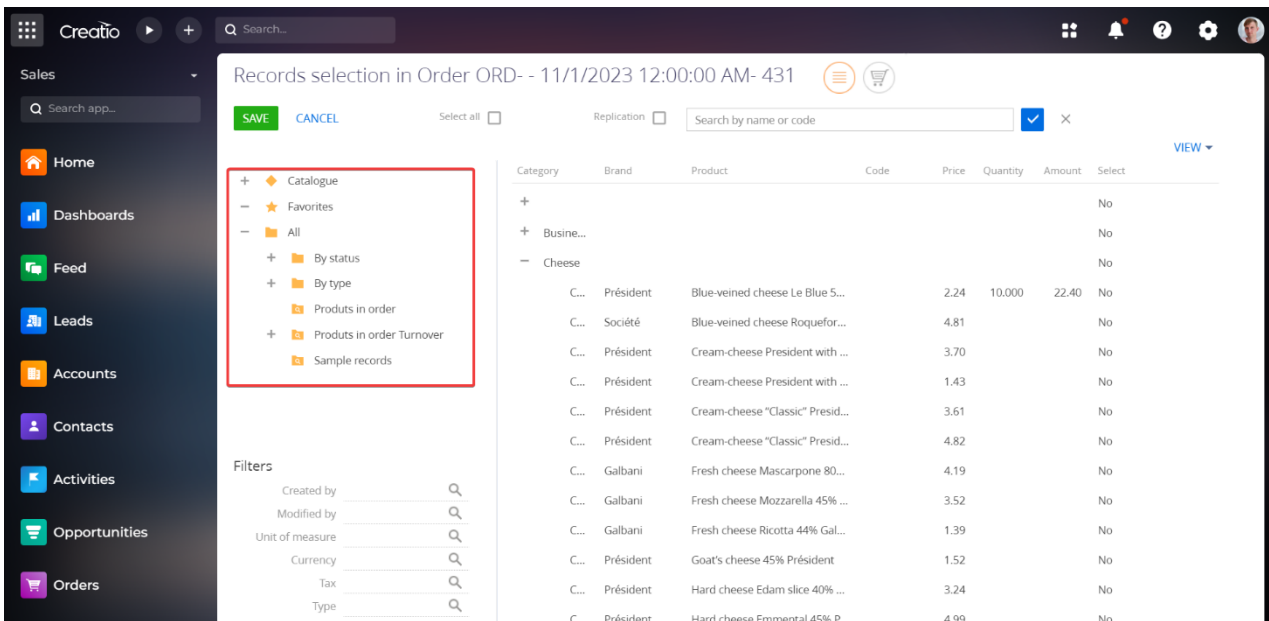 Creatio
Search...
Sales
Search app...
Home
Dashboards
Feed
Leads
Accounts
Contacts
Activities
Opportunities
Orders
Records selection in Order ORD- - 11/1/2023 12:00:00 AM- 431
SAVE CANCEL Select all Replication Search by name or code
VIEW
Catalogue
Favorites
All
By status
By type
Produts in order
Produts in order Turnover
Sample records
Filters
Created by
Modified by
Unit of measure
Currency
Tax
Type
Category Brand Product Code Price Quantity Amount Select
No
Busine... No
Cheese No
C... Président Blue-veined cheese Le Blue 5... 2.24 10.000 22.40 No
C... Société Blue-veined cheese Roquefor... 4.81 No
C... Président Cream-cheese President with ... 3.70 No
C... Président Cream-cheese President with ... 1.43 No
C... Président Cream-cheese "Classic" Presid... 3.61 No
C... Président Cream-cheese "Classic" Presid... 4.82 No
C... Galbani Fresh cheese Mascarpone 80... 4.19 No
C... Galbani Fresh cheese Mozzarella 45% ... 3.52 No
C... Galbani Fresh cheese Ricotta 44% Gal... 1.39 No
C... Président Goat's cheese 45% Président 1.52 No
C... Président Hard cheese Edam slice 40% ... 3.24 No
C... Président Hard cheese Emmental 45% P... 4.99 No